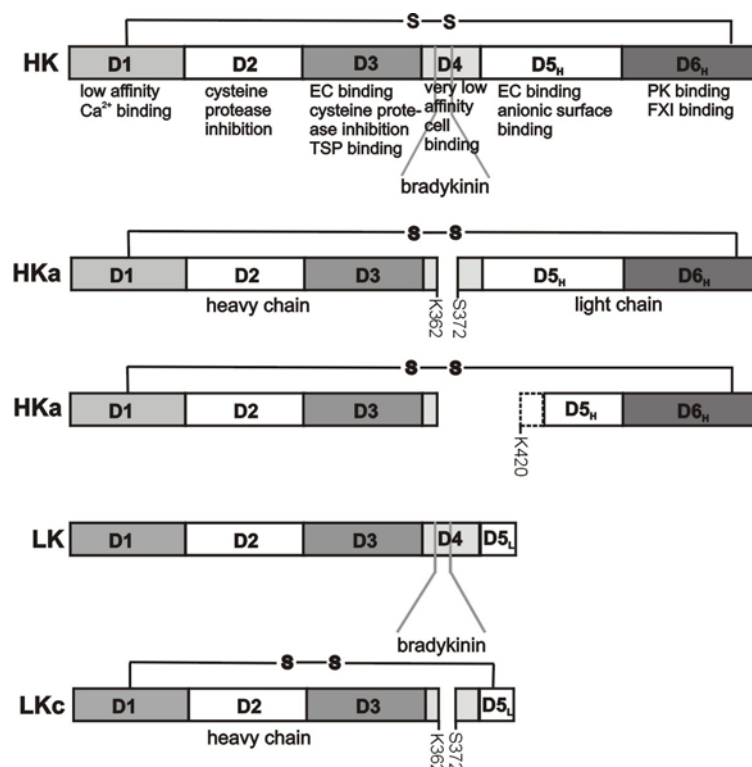 S S
HK D1 D2 D3 D4 D5H D6H
low affinity
Ca²⁺ binding
cysteine
protease
inhibition
EC binding
cysteine prote-
ase inhibition
TSP binding
very low
affinity
cell
binding
EC binding
anionic surface
binding
PK binding
FXI binding
bradykinin
S S
HKa D1 D2 D3 D5H D6H
heavy chain K362 S372 light chain
S S
HKa D1 D2 D3 D5H D6H
K420
LK D1 D2 D3 D4 D5L
bradykinin
S S
LKc D1 D2 D3 D5L
heavy chain K362 S372